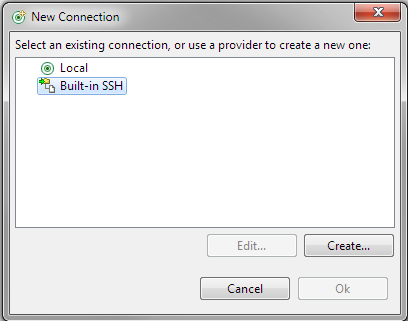 New Connection
Select an existing connection, or use a provider to create a new one:
Local
Built-in SSH
Edit... Create...
Cancel Ok